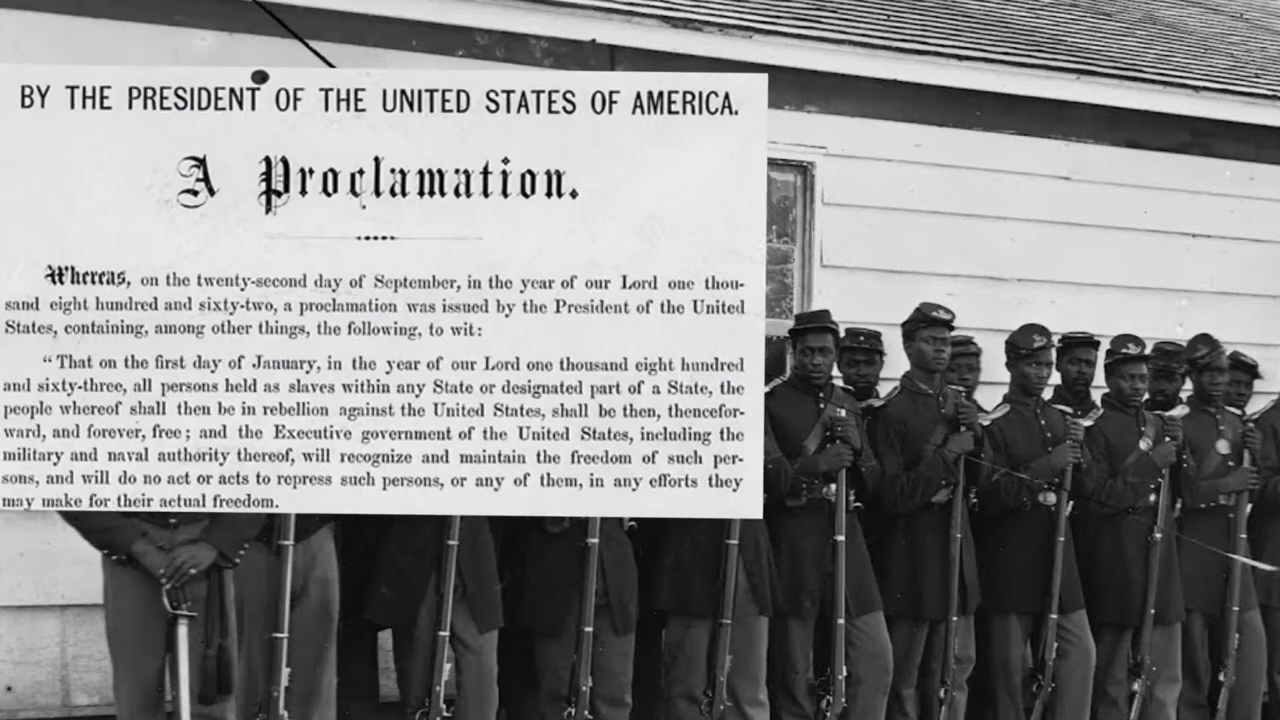 BY THE PRESIDENT OF THE UNITED STATES OF AMERICA.
A Proclamation.
Whereas, on the twenty-second day of September, in the year of our Lord one thou-
sand eight hundred and sixty-two, a proclamation was issued by the President of the United
States, containing, among other things, the following, to wit:
“That on the first day of January, in the year of our Lord one thousand eight hundred
and sixty-three, all persons held as slaves within any State or designated part of a State, the
people whereof shall then be in rebellion against the United States, shall be then, thencefor-
ward, and forever, free; and the Executive government of the United States, including the
military and naval authority thereof, will recognize and maintain the freedom of such per-
sons, and will do no act or acts to repress such persons, or any of them, in any efforts they
may make for their actual freedom.